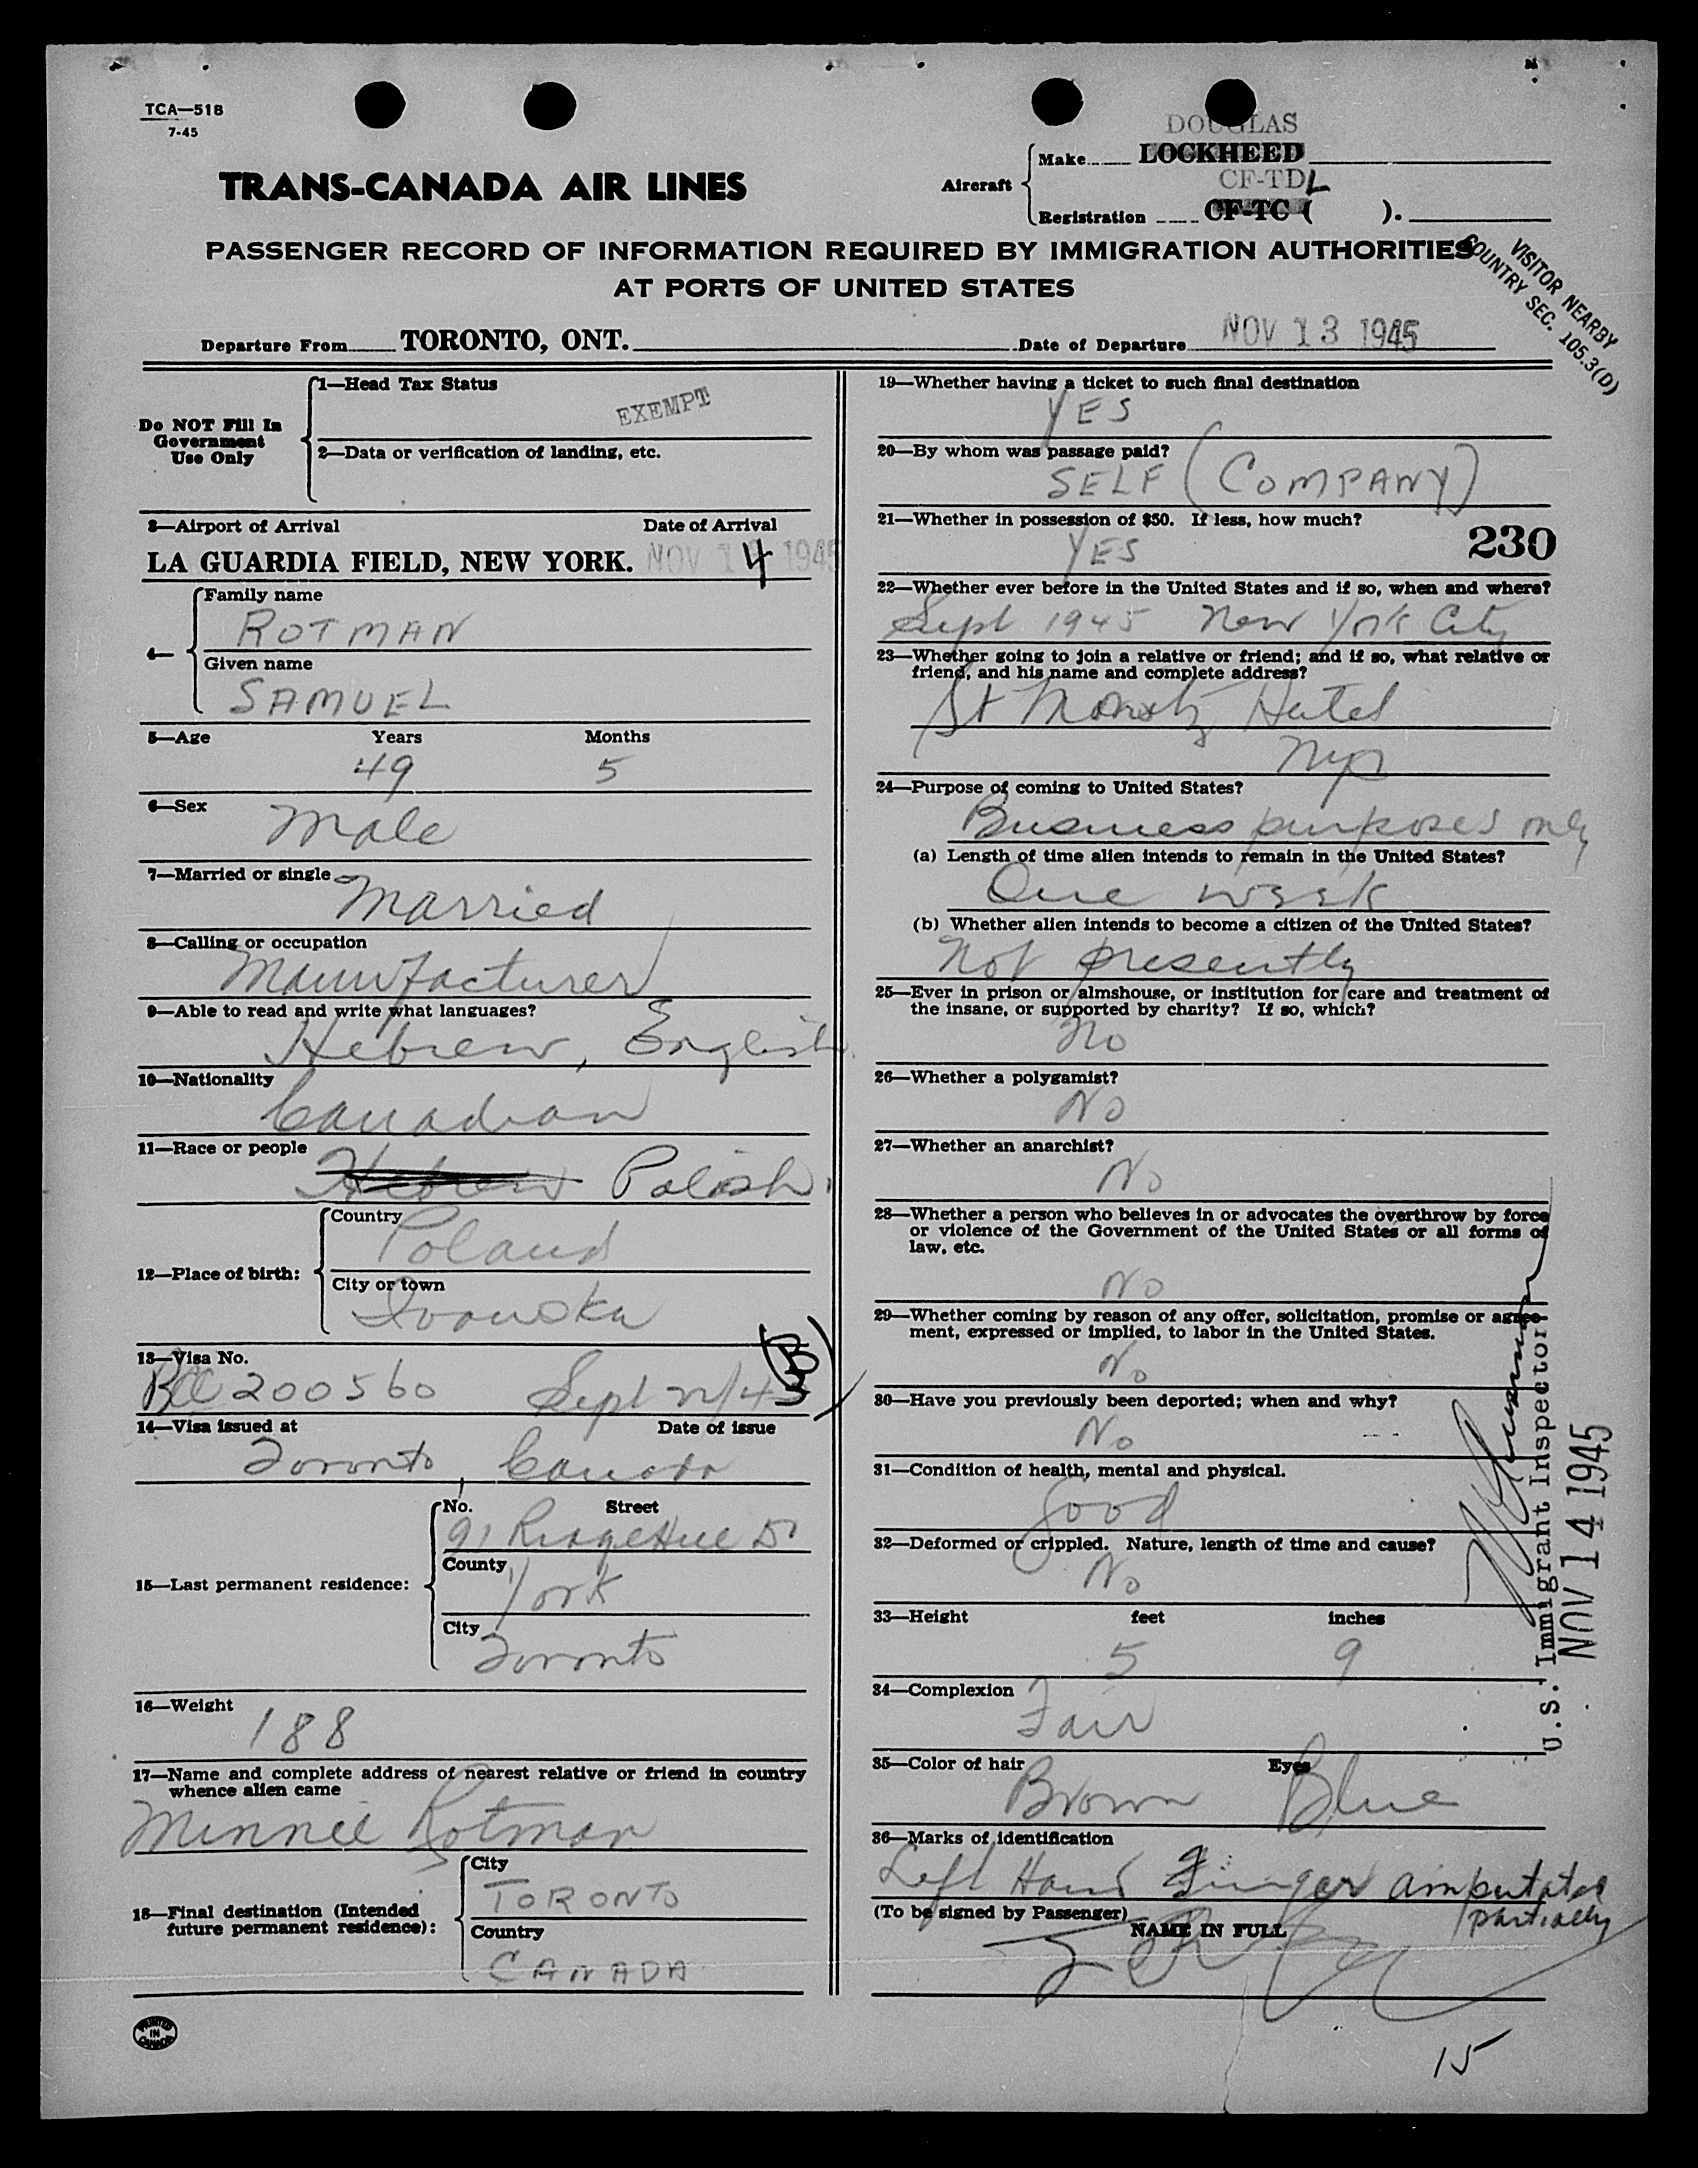 TCA—518
7-45
TRANS-CANADA AIR LINES
DOUGLAS
Aircraft
Make LOCKHEED
CF-TDL
Registration CF-TC ( ).
PASSENGER RECORD OF INFORMATION REQUIRED BY IMMIGRATION AUTHORITIES
AT PORTS OF UNITED STATES
VISITOR NEARBY
COUNTRY SEC. 105.3(D)
Departure From TORONTO, ONT. Date of Departure NOV 13 1945
Do NOT Fill In
Government
Use Only
1—Head Tax Status
EXEMPT
2—Data or verification of landing, etc.
3—Airport of Arrival Date of Arrival
LA GUARDIA FIELD, NEW YORK. NOV 14 1945
4—
Family name
ROTMAN
Given name
SAMUEL
5—Age Years Months
49 5
6—Sex
Male
7—Married or single
Married
8—Calling or occupation
Manufacturer
9—Able to read and write what languages?
Hebrew, English
10—Nationality
Canadian
11—Race or people
Hebrew Polish
12—Place of birth:
Country
Poland
City or town
Ivanska
13—Visa No.
(B)
200560 Sept
14—Visa issued at Date of issue
Toronto, Canada
15—Last permanent residence:
No. Street
91 Ridge Hill Dr
County
York
City
Toronto
16—Weight
188
17—Name and complete address of nearest relative or friend in country
whence alien came
Minnie Rotman
18—Final destination (Intended
future permanent residence):
City
TORONTO
Country
CANADA
PRINTED
IN
CANADA
19—Whether having a ticket to such final destination
YES
20—By whom was passage paid?
SELF (COMPANY)
21—Whether in possession of $50. If less, how much?
YES
230
22—Whether ever before in the United States and if so, when and where?
Sept 1945 New York City
23—Whether going to join a relative or friend; and if so, what relative or
friend, and his name and complete address?
St Moritz Hotel
NYC
24—Purpose of coming to United States?
Business purposes only
(a) Length of time alien intends to remain in the United States?
One week
(b) Whether alien intends to become a citizen of the United States?
Not presently
25—Ever in prison or almshouse, or institution for care and treatment of
the insane, or supported by charity? If so, which?
No
26—Whether a polygamist?
No
27—Whether an anarchist?
No
28—Whether a person who believes in or advocates the overthrow by force
or violence of the Government of the United States or all forms of
law, etc.
No
29—Whether coming by reason of any offer, solicitation, promise or agree-
ment, expressed or implied, to labor in the United States.
No
30—Have you previously been deported; when and why?
No
31—Condition of health, mental and physical.
Good
32—Deformed or crippled. Nature, length of time and cause?
No
33—Height feet inches
5 9
34—Complexion
Fair
35—Color of hair Eyes
Brown Blue
36—Marks of identification
Left Hand Finger amputated
partially
(To be signed by Passenger)
NAME IN FULL
U.S. Immigrant Inspector
NOV 14 1945
15